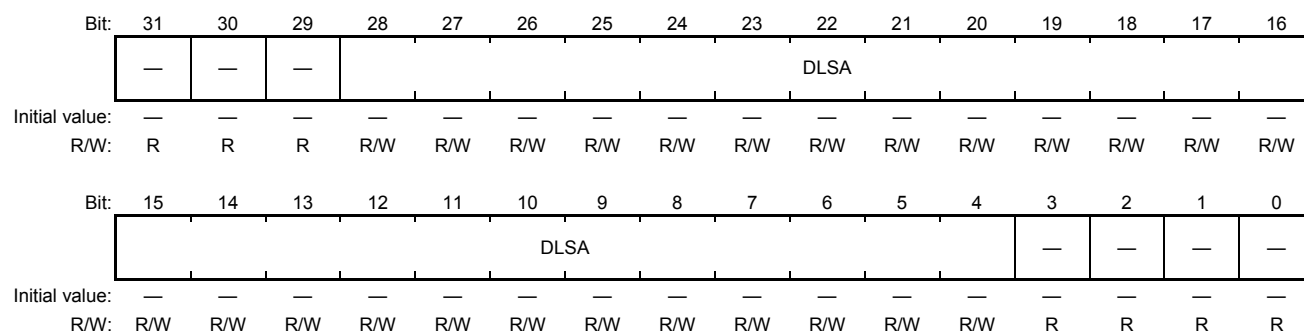 Bit: 31 30 29 28 27 26 25 24 23 22 21 20 19 18 17 16
— — — DLSA
Initial value: — — — — — — — — — — — — — — — —
R/W: R R R R/W R/W R/W R/W R/W R/W R/W R/W R/W R/W R/W R/W R/W
Bit: 15 14 13 12 11 10 9 8 7 6 5 4 3 2 1 0
DLSA — — — —
Initial value: — — — — — — — — — — — — — — — —
R/W: R/W R/W R/W R/W R/W R/W R/W R/W R/W R/W R/W R/W R R R R